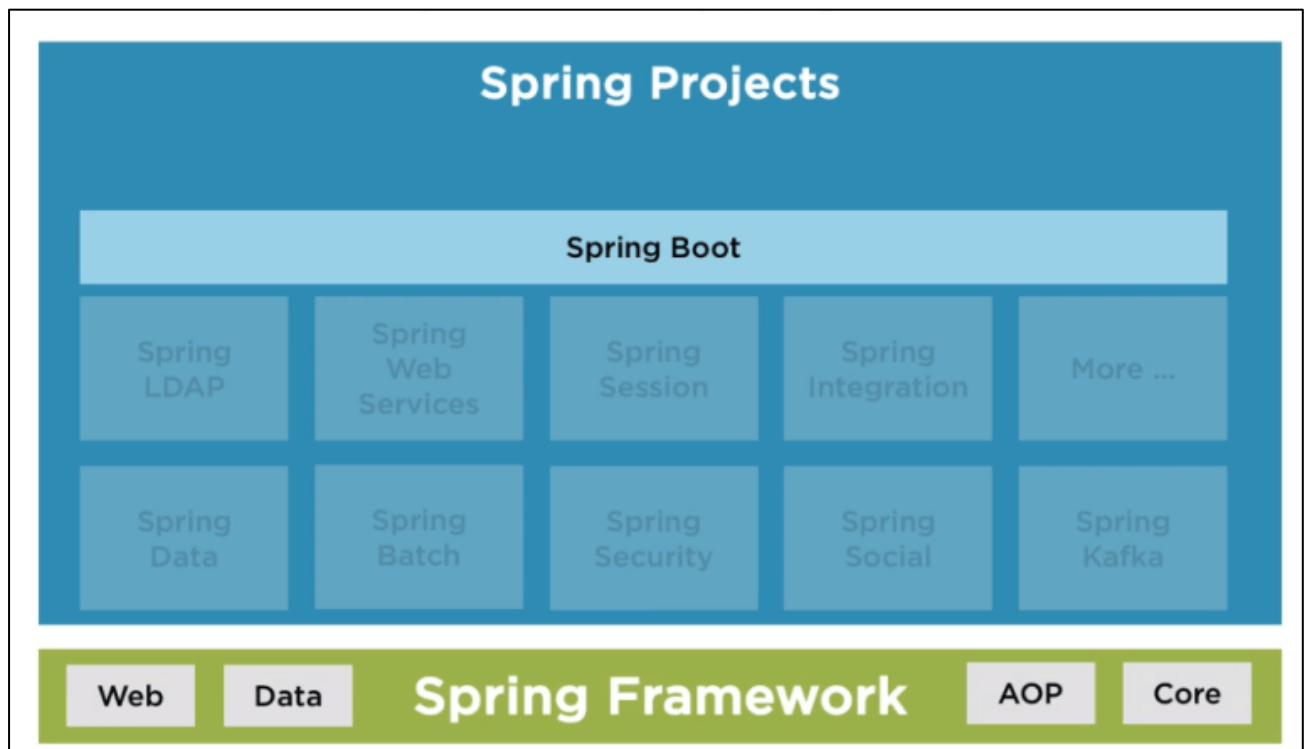 Spring Projects
Spring Boot
Spring
LDAP
Spring
Web
Services
Spring
Session
Spring
Integration
More ...
Spring
Data
Spring
Batch
Spring
Security
Spring
Social
Spring
Kafka
Web
Data
Spring Framework
AOP
Core